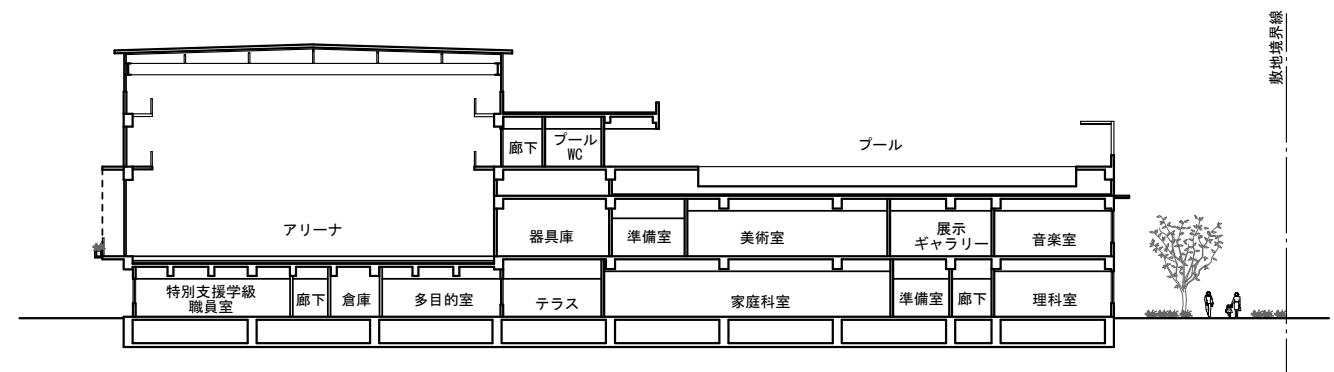 敷地境界線
廊下
プール
WC
プール
アリーナ
器具庫
準備室
美術室
展示
ギャラリー
音楽室
特別支援学級
職員室
廊下
倉庫
多目的室
テラス
家庭科室
準備室
廊下
理科室